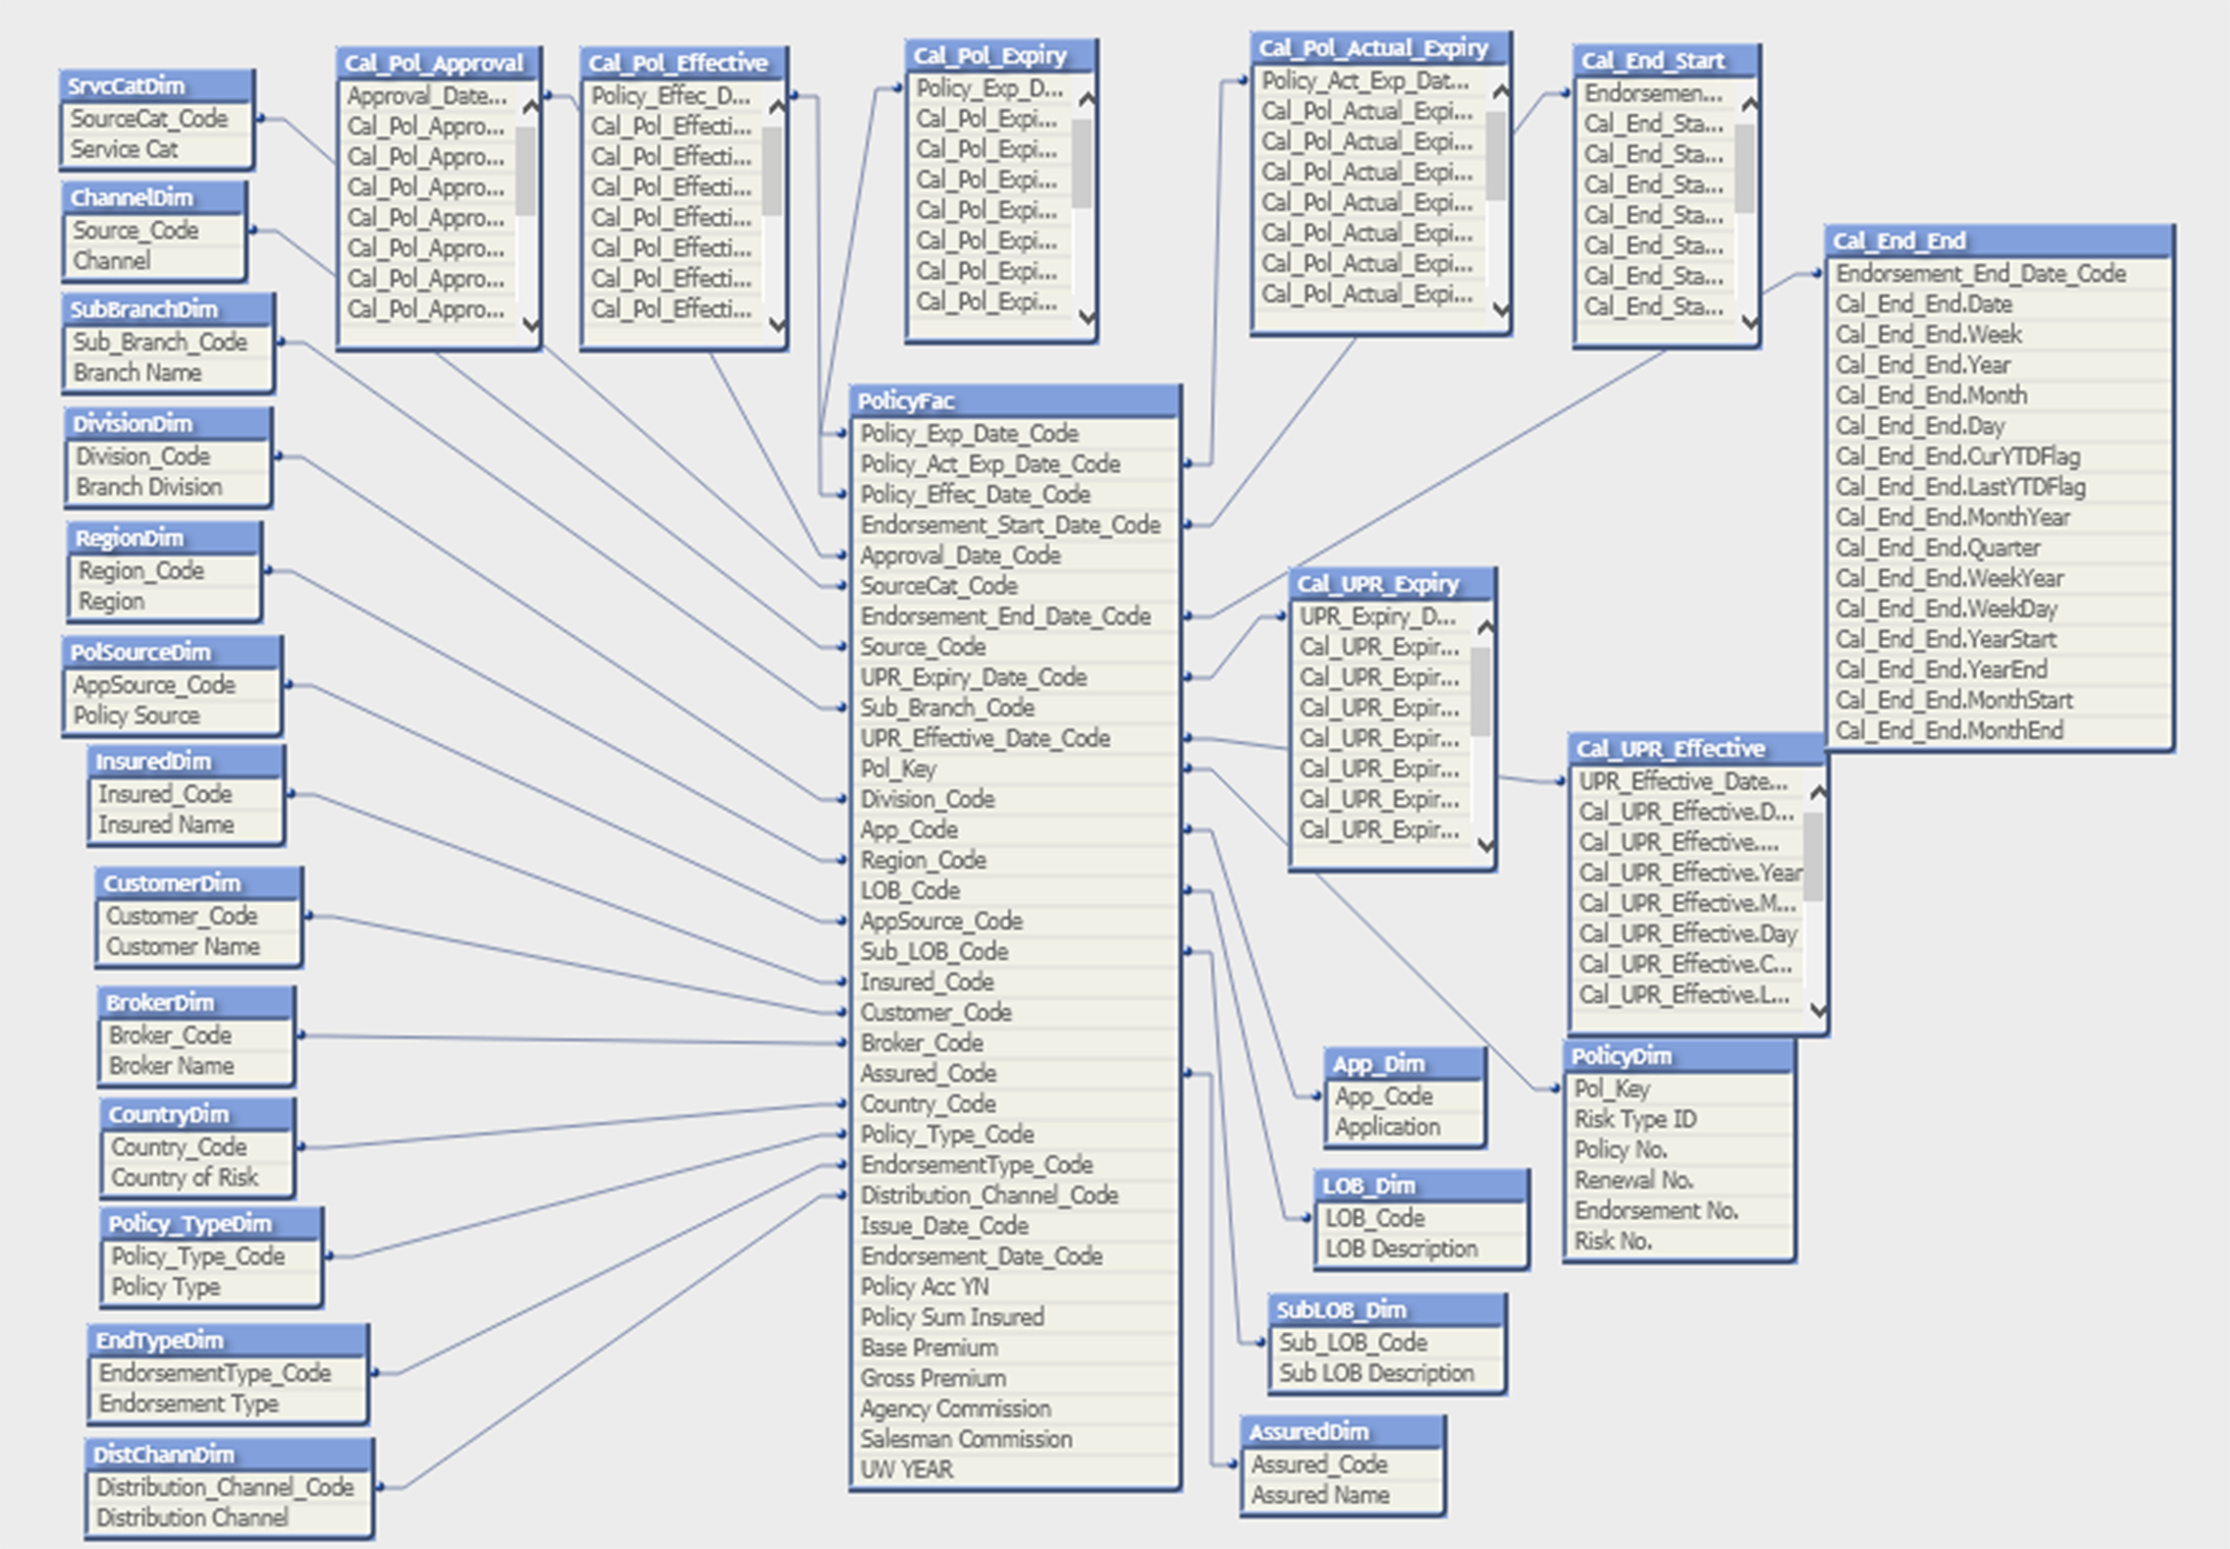 SrvcCatDim
SourceCat_Code
Service Cat
ChannelDim
Source_Code
Channel
SubBranchDim
Sub_Branch_Code
Branch Name
DivisionDim
Division_Code
Branch Division
RegionDim
Region_Code
Region
PolSourceDim
AppSource_Code
Policy Source
InsuredDim
Insured_Code
Insured Name
CustomerDim
Customer_Code
Customer Name
BrokerDim
Broker_Code
Broker Name
CountryDim
Country_Code
Country of Risk
Policy_TypeDim
Policy_Type_Code
Policy Type
EndTypeDim
EndorsementType_Code
Endorsement Type
DistChannDim
Distribution_Channel_Code
Distribution Channel
Cal_Pol_Approval
Approval_Date...
Cal_Pol_Appro...
Cal_Pol_Appro...
Cal_Pol_Appro...
Cal_Pol_Appro...
Cal_Pol_Appro...
Cal_Pol_Appro...
Cal_Pol_Appro...
Cal_Pol_Effective
Policy_Effec_D...
Cal_Pol_Effecti...
Cal_Pol_Effecti...
Cal_Pol_Effecti...
Cal_Pol_Effecti...
Cal_Pol_Effecti...
Cal_Pol_Effecti...
Cal_Pol_Effecti...
Cal_Pol_Expiry
Policy_Exp_D...
Cal_Pol_Expi...
Cal_Pol_Expi...
Cal_Pol_Expi...
Cal_Pol_Expi...
Cal_Pol_Expi...
Cal_Pol_Expi...
Cal_Pol_Expi...
Cal_Pol_Actual_Expiry
Policy_Act_Exp_Dat...
Cal_Pol_Actual_Expi...
Cal_Pol_Actual_Expi...
Cal_Pol_Actual_Expi...
Cal_Pol_Actual_Expi...
Cal_Pol_Actual_Expi...
Cal_Pol_Actual_Expi...
Cal_Pol_Actual_Expi...
Cal_End_Start
Endorsemen...
Cal_End_Sta...
Cal_End_Sta...
Cal_End_Sta...
Cal_End_Sta...
Cal_End_Sta...
Cal_End_Sta...
Cal_End_Sta...
Cal_End_End
Endorsement_End_Date_Code
Cal_End_End.Date
Cal_End_End.Week
Cal_End_End.Year
Cal_End_End.Month
Cal_End_End.Day
Cal_End_End.CurYTDFlag
Cal_End_End.LastYTDFlag
Cal_End_End.MonthYear
Cal_End_End.Quarter
Cal_End_End.WeekYear
Cal_End_End.WeekDay
Cal_End_End.YearStart
Cal_End_End.YearEnd
Cal_End_End.MonthStart
Cal_End_End.MonthEnd
PolicyFac
Policy_Exp_Date_Code
Policy_Act_Exp_Date_Code
Policy_Effec_Date_Code
Endorsement_Start_Date_Code
Approval_Date_Code
SourceCat_Code
Endorsement_End_Date_Code
Source_Code
UPR_Expiry_Date_Code
Sub_Branch_Code
UPR_Effective_Date_Code
Pol_Key
Division_Code
App_Code
Region_Code
LOB_Code
AppSource_Code
Sub_LOB_Code
Insured_Code
Customer_Code
Broker_Code
Assured_Code
Country_Code
Policy_Type_Code
EndorsementType_Code
Distribution_Channel_Code
Issue_Date_Code
Endorsement_Date_Code
Policy Acc YN
Policy Sum Insured
Base Premium
Gross Premium
Agency Commission
Salesman Commission
UW YEAR
Cal_UPR_Expiry
UPR_Expiry_D...
Cal_UPR_Expir...
Cal_UPR_Expir...
Cal_UPR_Expir...
Cal_UPR_Expir...
Cal_UPR_Expir...
Cal_UPR_Expir...
Cal_UPR_Expir...
Cal_UPR_Effective
UPR_Effective_Date...
Cal_UPR_Effective.D...
Cal_UPR_Effective....
Cal_UPR_Effective.Year
Cal_UPR_Effective.M...
Cal_UPR_Effective.Day
Cal_UPR_Effective.C...
Cal_UPR_Effective.L...
PolicyDim
Pol_Key
Risk Type ID
Policy No.
Renewal No.
Endorsement No.
Risk No.
App_Dim
App_Code
Application
LOB_Dim
LOB_Code
LOB Description
SubLOB_Dim
Sub_LOB_Code
Sub LOB Description
AssuredDim
Assured_Code
Assured Name